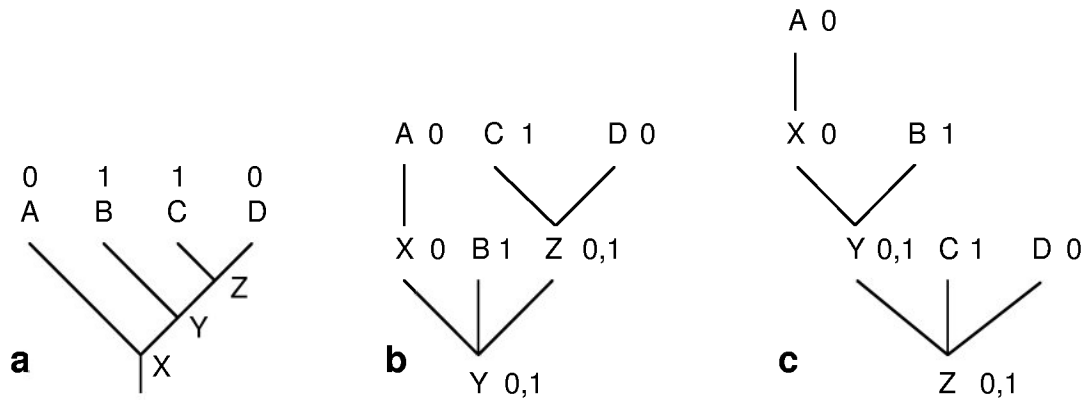 0 1 1 0
A B C D
Z
Y
X
a
A 0 C 1 D 0
X 0 B 1 Z 0,1
Y 0,1
b
A 0
X 0 B 1
Y 0,1 C 1 D 0
Z 0,1
c